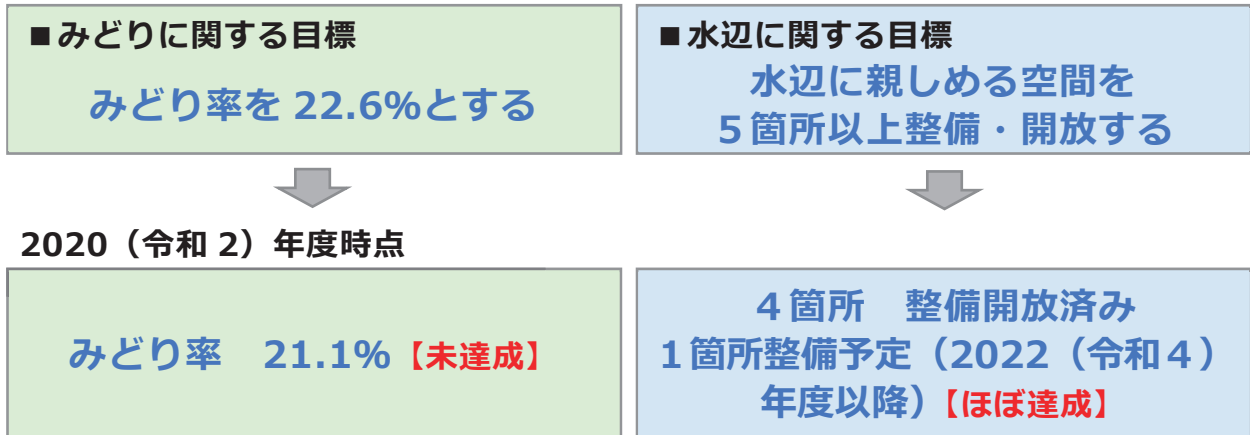 ■みどりに関する目標
みどり率を 22.6%とする
■水辺に関する目標
水辺に親しめる空間を
5箇所以上整備・開放する
2020（令和 2）年度時点
みどり率　21.1%【未達成】
4箇所　整備開放済み
1箇所整備予定（2022（令和４）
年度以降）【ほぼ達成】